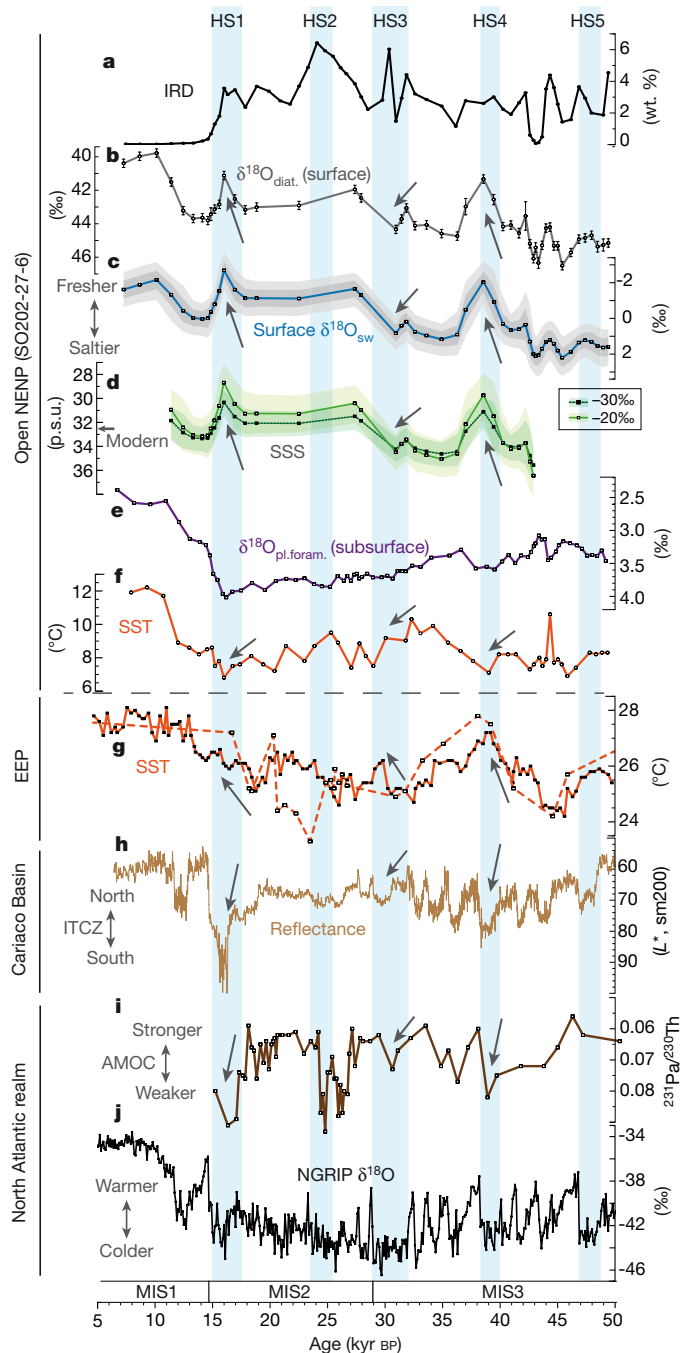 HS1 HS2 HS3 HS4 HS5
a
IRD
6
4
2
0
(wt. %)
b
40
42
44
46
(‰)
δ18Odiat. (surface)
c
Fresher
Saltier
Surface δ18Osw
-2
0
2
(‰)
d
28
30
32
34
36
(p.s.u.)
Modern
SSS
–30‰
–20‰
e
δ18Opl.foram. (subsurface)
2.5
3.0
3.5
4.0
(‰)
f
12
10
8
6
(°C)
SST
Open NENP (SO202-27-6)
g
SST
28
26
24
(°C)
EEP
h
North
ITCZ
South
Reflectance
60
70
80
90
(L*, sm200)
Cariaco Basin
i
Stronger
AMOC
Weaker
0.06
0.07
0.08
231Pa/230Th
j
NGRIP δ18O
Warmer
Colder
-34
-38
-42
-46
(‰)
North Atlantic realm
MIS1 MIS2 MIS3
5 10 15 20 25 30 35 40 45 50
Age (kyr BP)